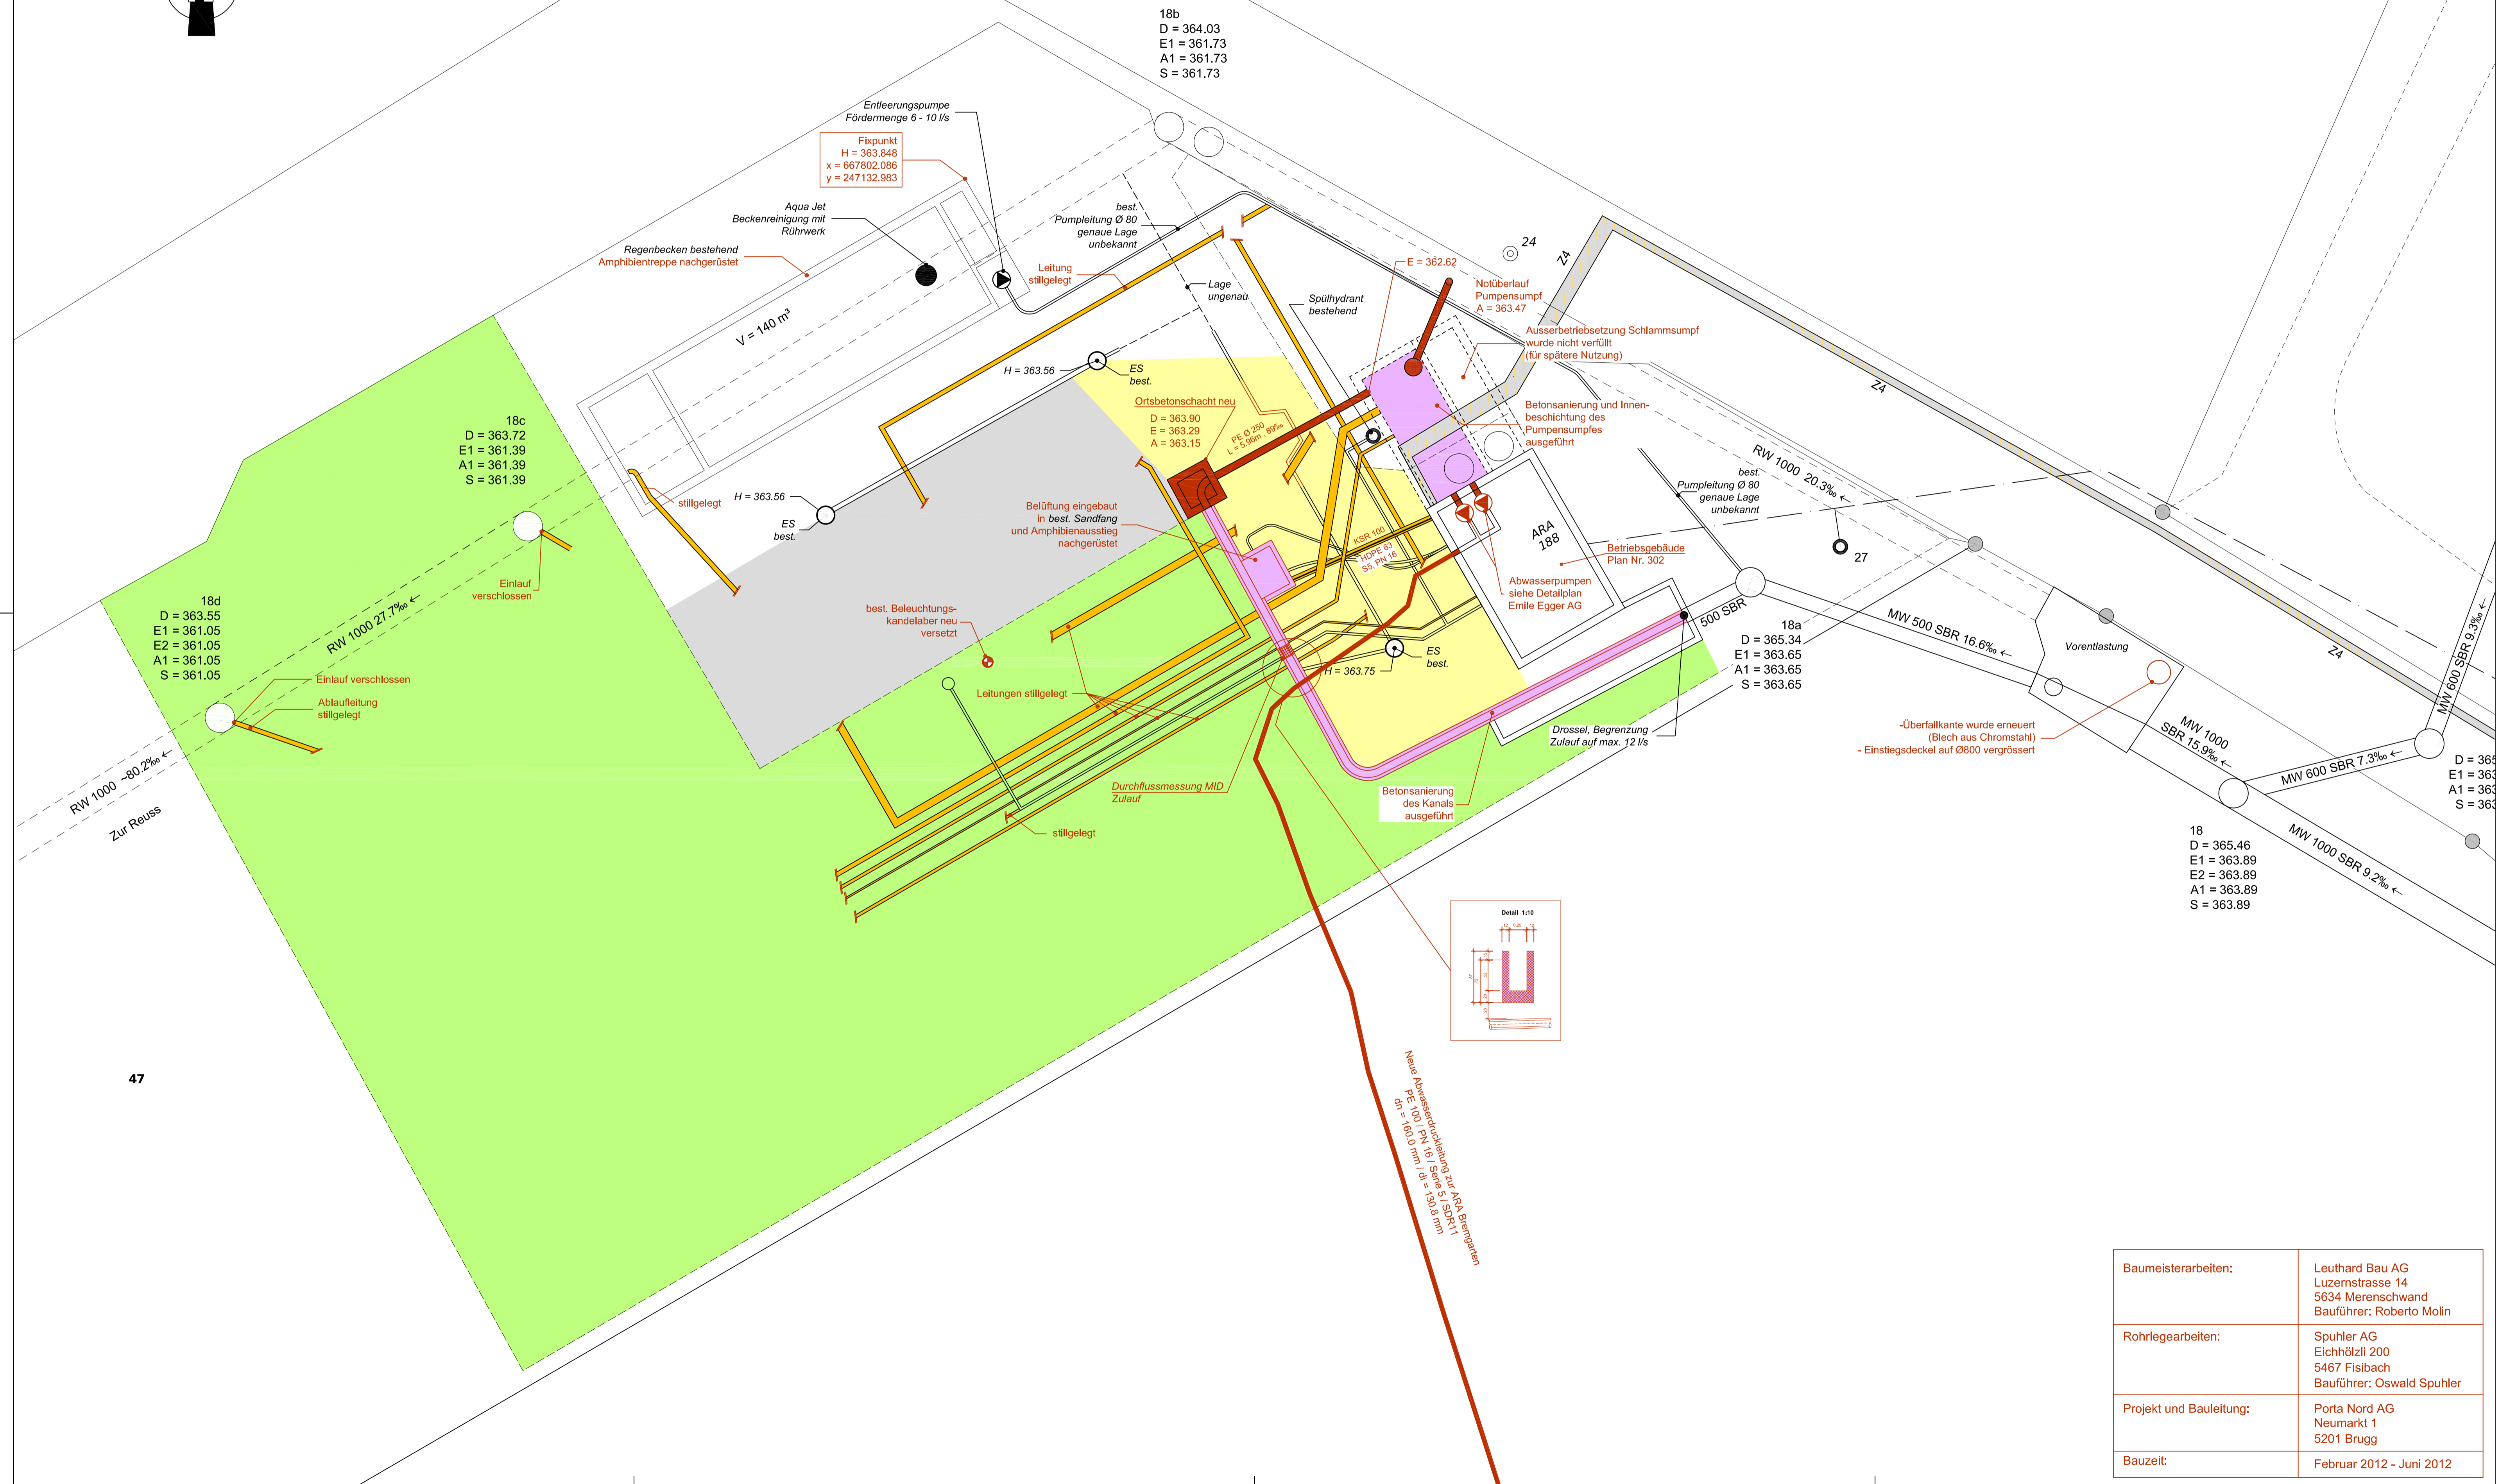 18b
D = 364.03
E1 = 361.73
A1 = 361.73
S = 361.73
Entleerungspumpe
Fördermenge 6 - 10 l/s
Fixpunkt
H = 363.848
x = 667802.086
y = 247132.983
Aqua Jet
Beckenreinigung mit
Rührwerk
Regenbecken bestehend
Amphibientreppe nachgerüstet
best.
Pumpleitung Ø 80
genaue Lage
unbekannt
Leitung
stillgelegt
Lage
ungenau
Spülhydrant
bestehend
E = 362.62
24
Z4
Notüberlauf
Pumpensumpf
A = 363.47
Ausserbetriebsetzung Schlammsumpf
wurde nicht verfüllt
(für spätere Nutzung)
V = 140 m³
H = 363.56
ES
best.
Ortsbetonschacht neu
D = 363.90
E = 363.29
A = 363.15
PE Ø 250
L = 5.96m , 89‰
Betonsanierung und Innen-
beschichtung des
Pumpensumpfes
ausgeführt
Z4
18c
D = 363.72
E1 = 361.39
A1 = 361.39
S = 361.39
stillgelegt
H = 363.56
ES
best.
Belüftung eingebaut
in best. Sandfang
und Amphibienausstieg
nachgerüstet
KSR 100
HDPE 63
S5, PN 16
ARA
188
RW 1000 20.3‰ ←
best.
Pumpleitung Ø 80
genaue Lage
unbekannt
27
Betriebsgebäude
Plan Nr. 302
Abwasserpumpen
siehe Detailplan
Emile Egger AG
Einlauf
verschlossen
18d
D = 363.55
E1 = 361.05
E2 = 361.05
A1 = 361.05
S = 361.05
RW 1000 27.7‰ ←
best. Beleuchtungs-
kandelaber neu
versetzt
500 SBR
18a
D = 365.34
E1 = 363.65
A1 = 363.65
S = 363.65
MW 500 SBR 16.6‰ ←
Vorentlastung
Z4
MW 600 SBR 9.3‰ ←
ES
best.
H = 363.75
Einlauf verschlossen
Ablaufleitung
stillgelegt
Leitungen stillgelegt
Drossel, Begrenzung
Zulauf auf max. 12 l/s
-Überfallkante wurde erneuert
(Blech aus Chromstahl)
- Einstiegsdeckel auf Ø800 vergrössert
MW 1000
SBR 15.9‰ ←
MW 600 SBR 7.3‰ ←
D = 365
E1 = 363
A1 = 363
S = 363
RW 1000 ~80.2‰ ←
Zur Reuss
Durchflussmessung MID
Zulauf
stillgelegt
Betonsanierung
des Kanals
ausgeführt
18
D = 365.46
E1 = 363.89
E2 = 363.89
A1 = 363.89
S = 363.89
MW 1000 SBR 9.2‰ ←
Detail 1:10
47
Neue Abwasserdruckleitung zur ARA Bremgarten
PE 100 / PN 16 / Serie 5 / SDR11
dn = 160.0 mm / di = 130.8 mm
Baumeisterarbeiten:
Leuthard Bau AG
Luzernstrasse 14
5634 Merenschwand
Bauführer: Roberto Molin
Rohrlegearbeiten:
Spuhler AG
Eichhölzli 200
5467 Fisibach
Bauführer: Oswald Spuhler
Projekt und Bauleitung:
Porta Nord AG
Neumarkt 1
5201 Brugg
Bauzeit:
Februar 2012 - Juni 2012